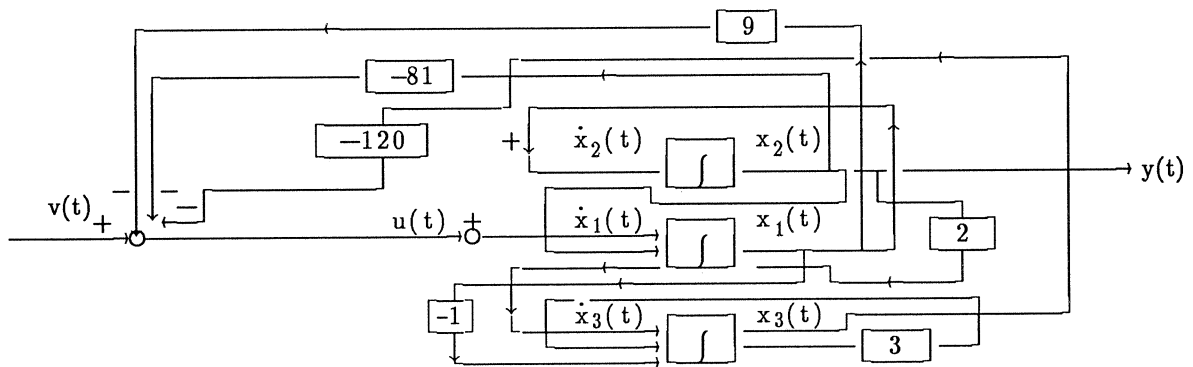 9
−81
−120
+ ẋ₂(t) ∫ x₂(t)
y(t)
− − −
v(t) +
u(t) + ẋ₁(t) ∫ x₁(t)
2
-1
ẋ₃(t) ∫ x₃(t)
3